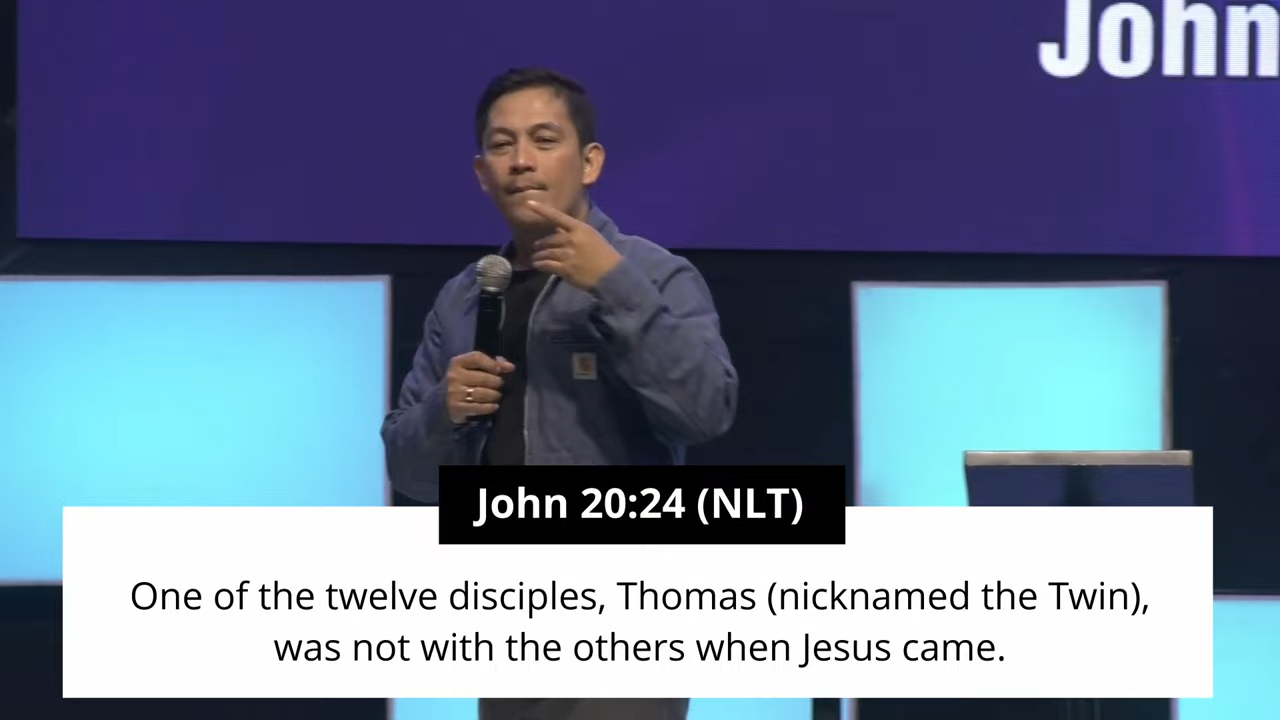 John
John 20:24 (NLT)
One of the twelve disciples, Thomas (nicknamed the Twin),
was not with the others when Jesus came.